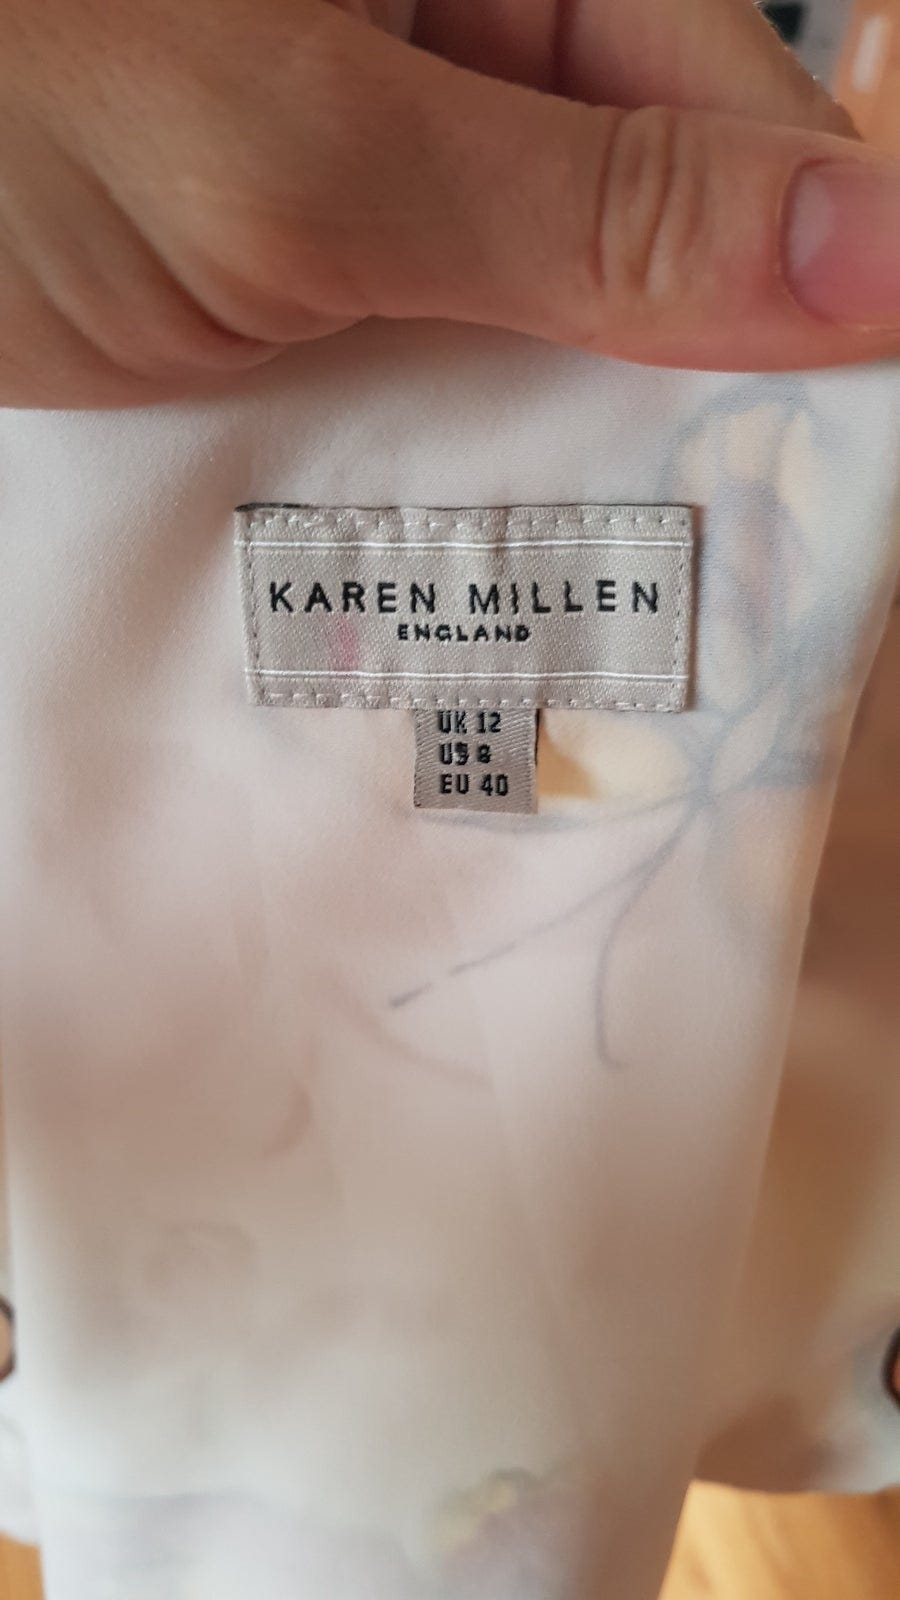 KAREN MILLEN
ENGLAND
UK 12
US 8
EU 40